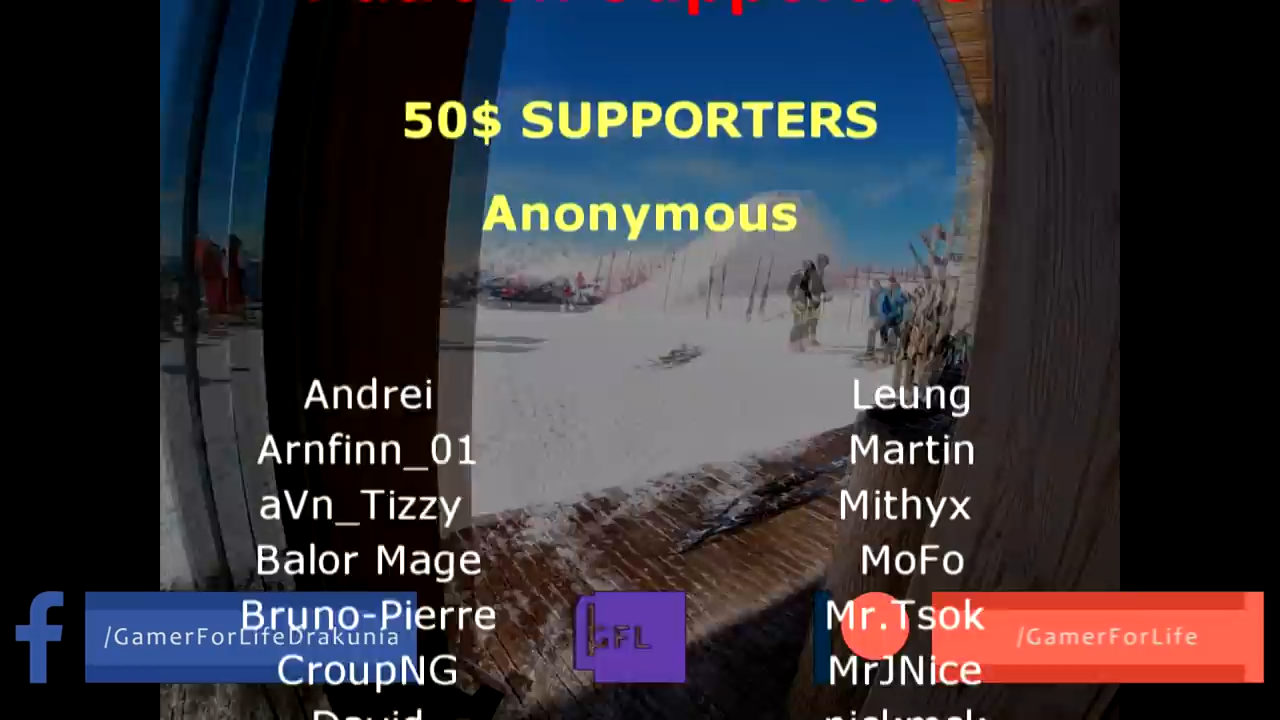 50$ SUPPORTERS
Anonymous
Andrei
Arnfinn_01
aVn_Tizzy
Balor Mage
Bruno-Pierre
CroupNG
Leung
Martin
Mithyx
MoFo
Mr.Tsok
MrJNice
/GamerForLifeDrakunia
GFL
/GamerForLife